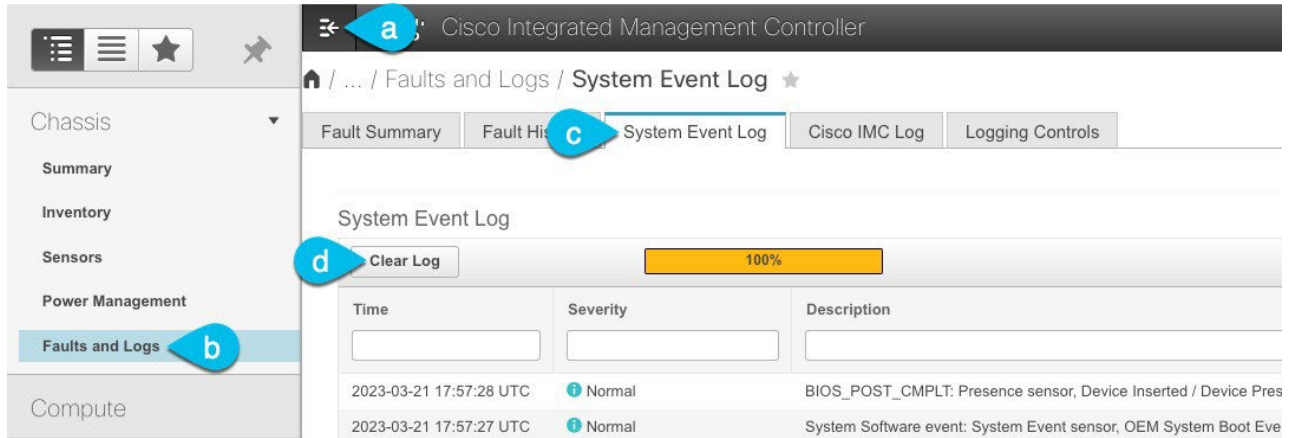 a Cisco Integrated Management Controller
/ ... / Faults and Logs / System Event Log
Chassis
Summary
Inventory
Sensors
Power Management
Faults and Logs b
Compute
Fault Summary Fault His c System Event Log Cisco IMC Log Logging Controls
System Event Log
d Clear Log 100%
Time Severity Description
2023-03-21 17:57:28 UTC Normal BIOS_POST_CMPLT: Presence sensor, Device Inserted / Device Pres
2023-03-21 17:57:27 UTC Normal System Software event: System Event sensor, OEM System Boot Eve